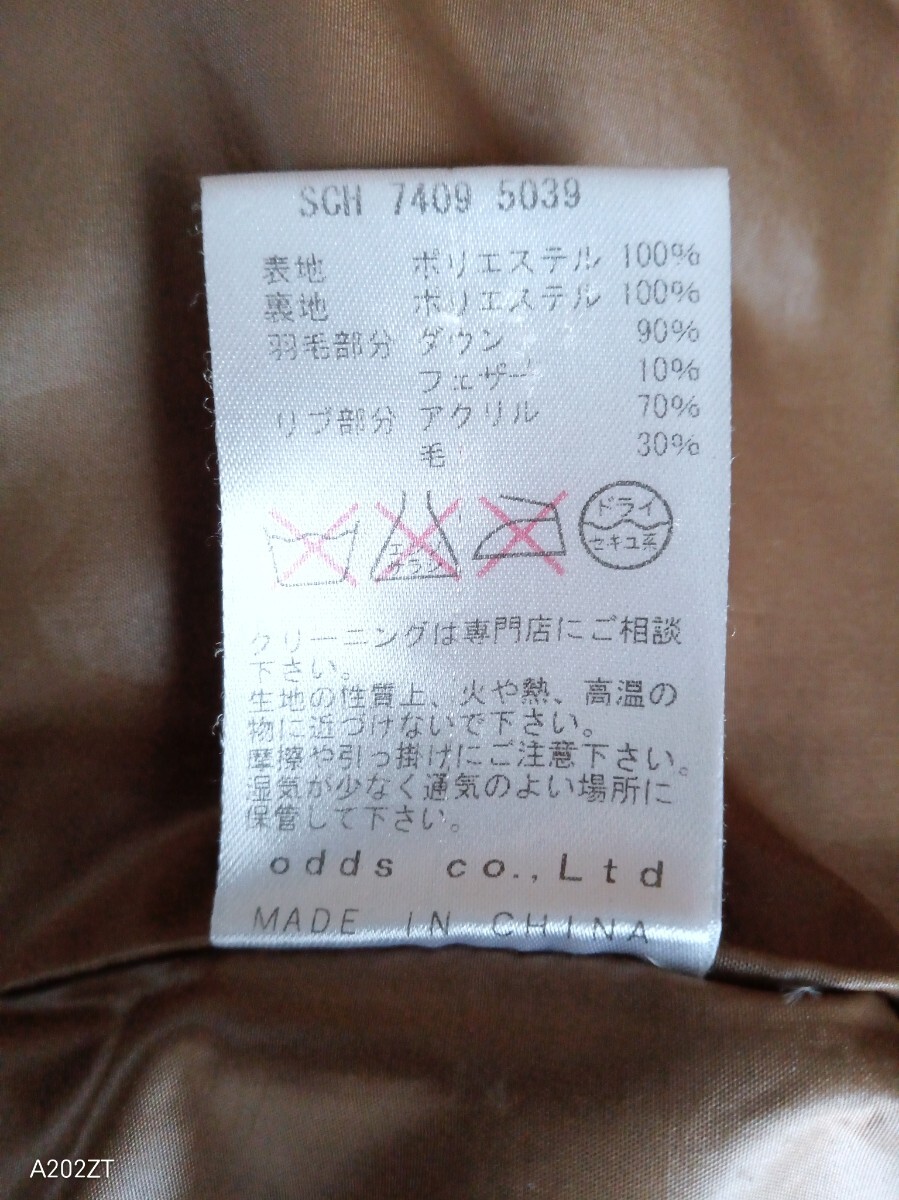 SCH 7409 5039
表地 ポリエステル 100%
裏地 ポリエステル 100%
羽毛部分 ダウン 90%
フェザー 10%
リブ部分 アクリル 70%
毛 30%
エンソ
サラシ
ドライ
セキユ系
クリーニングは専門店にご相談
下さい。
生地の性質上、火や熱、高温の
物に近づけないで下さい。
摩擦や引っ掛けにご注意下さい。
湿気が少なく通気のよい場所に
保管して下さい。
odds co.,Ltd
MADE IN CHINA
A202ZT